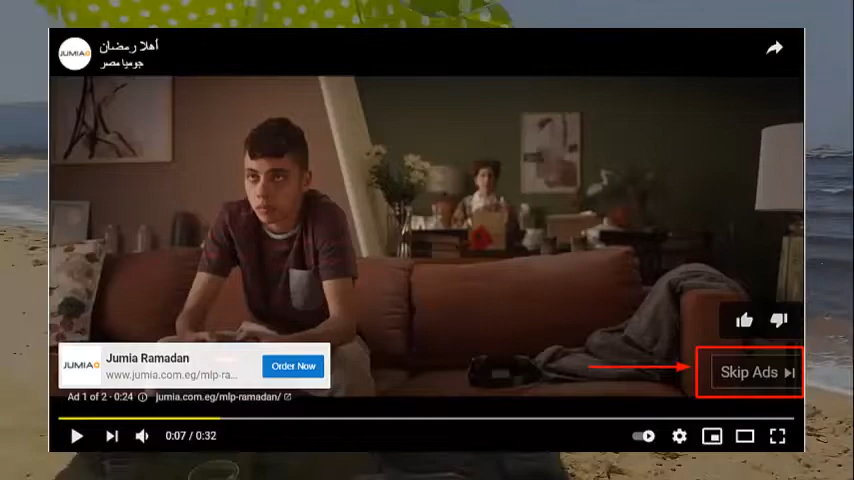 JUMIA
أهلا رمضان
جوميا مصر
JUMIA
Jumia Ramadan
www.jumia.com.eg/mlp-ra...
Order Now
Skip Ads
Ad 1 of 2 · 0:24
jumia.com.eg/mlp-ramadan/
0:07 / 0:32